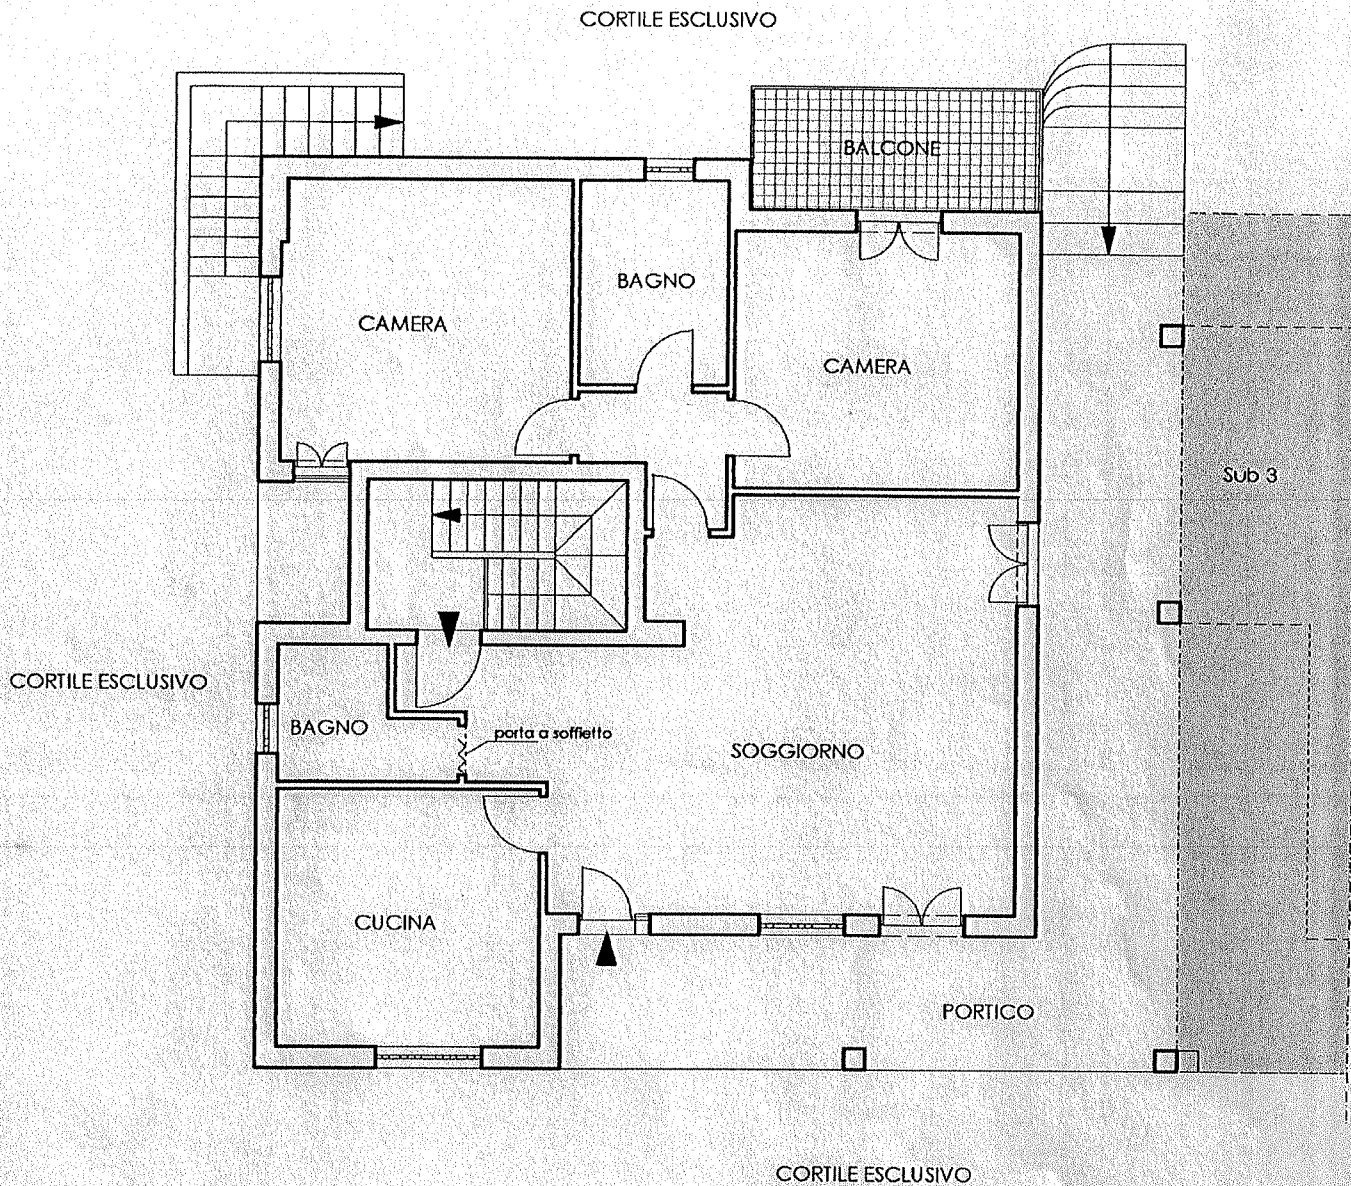 CORTILE ESCLUSIVO
BALCONE
BAGNO
CAMERA
CAMERA
Sub 3
CORTILE ESCLUSIVO
BAGNO
porta a soffietto
SOGGIORNO
CUCINA
PORTICO
CORTILE ESCLUSIVO